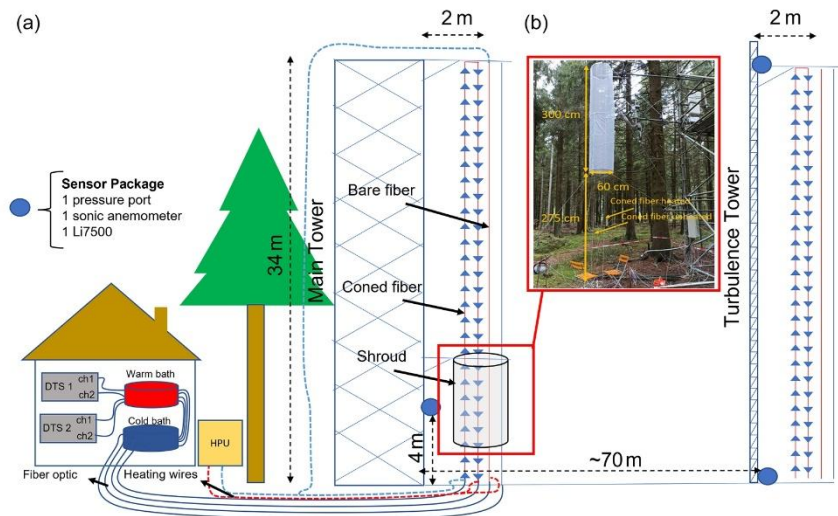 (a)
2 m
(b)
2 m
Sensor Package
1 pressure port
1 sonic anemometer
1 Li7500
34 m
Main Tower
Bare fiber
Coned fiber
Shroud
4 m
300 cm
60 cm
275 cm
Coned fiber heated
Coned fiber unheated
Turbulence Tower
~70 m
DTS 1
ch1
ch2
DTS 2
ch1
ch2
Warm bath
Cold bath
HPU
Fiber optic
Heating wires